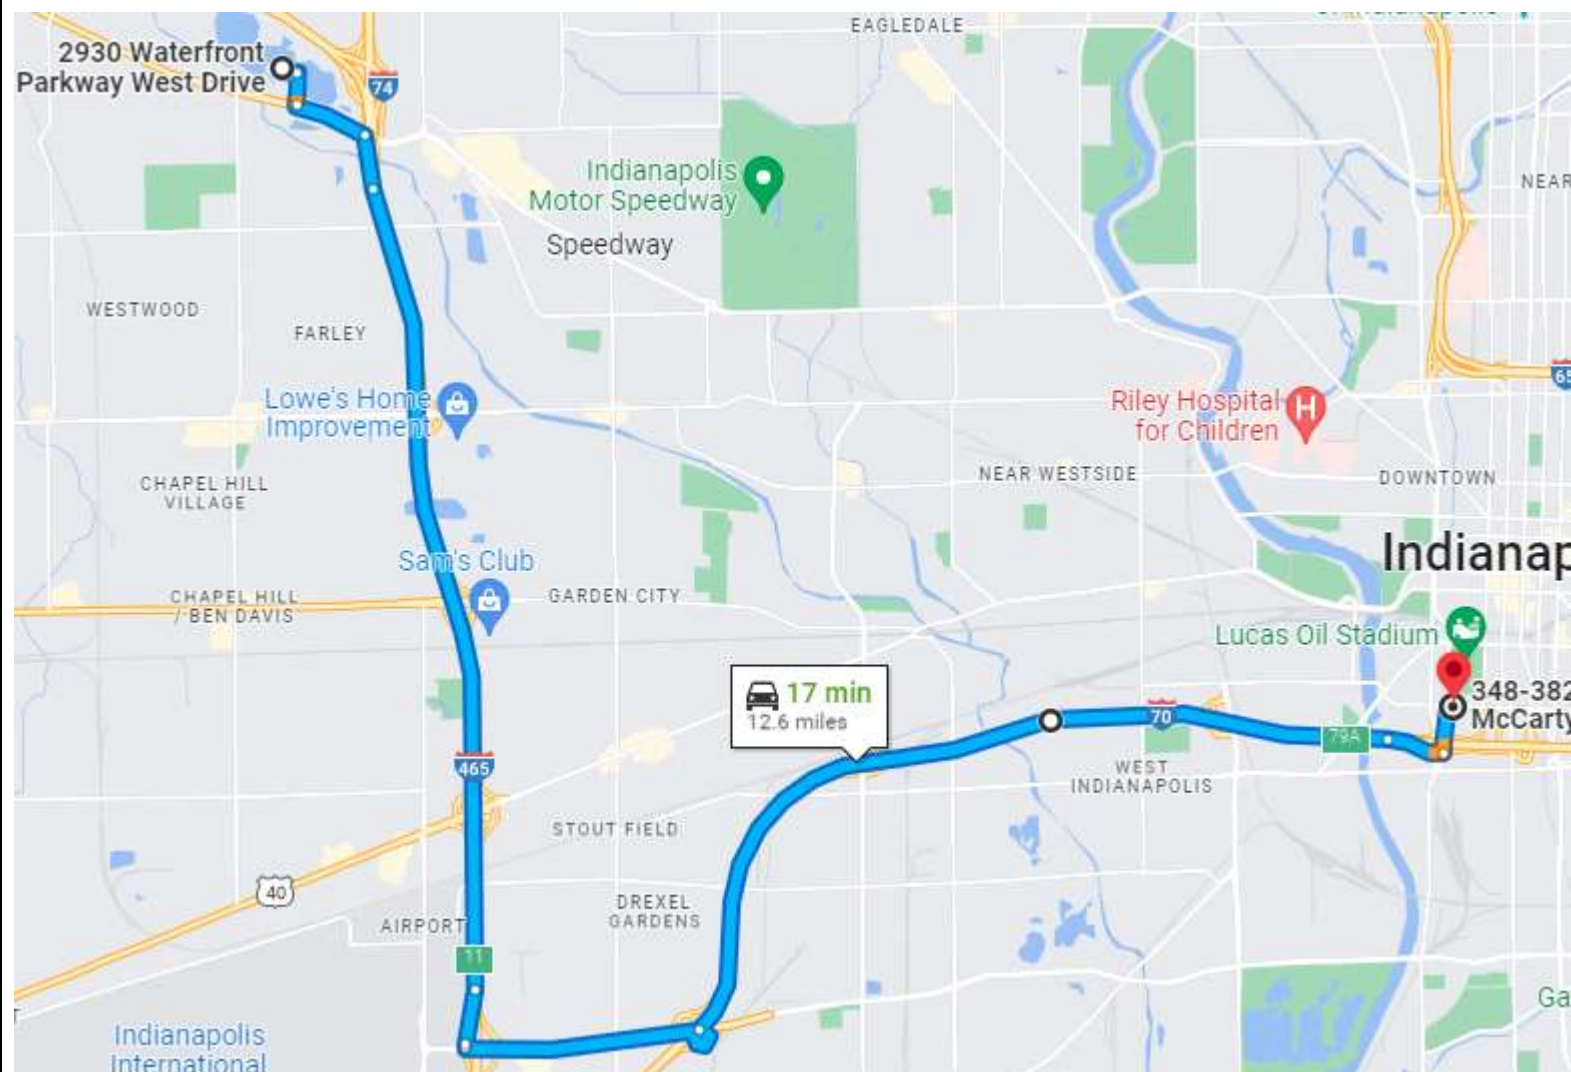 EAGLEDALE
2930 Waterfront
Parkway West Drive
74
Indianapolis
Motor Speedway
Speedway
NEAR
WESTWOOD
FARLEY
65
Lowe's Home
Improvement
Riley Hospital
for Children
H
NEAR WESTSIDE
DOWNTOWN
CHAPEL HILL
VILLAGE
Indianap
Sam's Club
CHAPEL HILL
/ BEN DAVIS
GARDEN CITY
Lucas Oil Stadium
348-382
McCarty
17 min
12.6 miles
70
79A
465
WEST
INDIANAPOLIS
STOUT FIELD
40
DREXEL
GARDENS
AIRPORT
11
Ga
Indianapolis
International